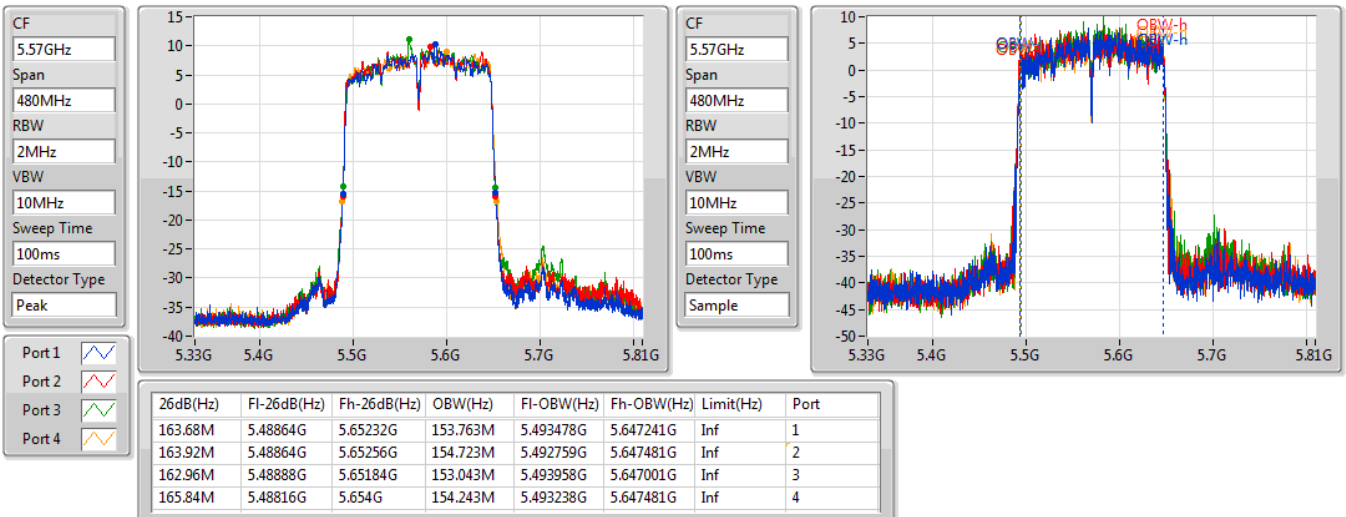 CF
5.57GHz
Span
480MHz
RBW
2MHz
VBW
10MHz
Sweep Time
100ms
Detector Type
Peak
15
10
5
0
-5
-10
-15
-20
-25
-30
-35
-40
5.33G 5.4G 5.5G 5.6G 5.7G 5.81G
CF
5.57GHz
Span
480MHz
RBW
2MHz
VBW
10MHz
Sweep Time
100ms
Detector Type
Sample
10
5
0
-5
-10
-15
-20
-25
-30
-35
-40
-45
-50
OBW-h
OBW-h
5.33G 5.4G 5.5G 5.6G 5.7G 5.81G
Port 1
Port 2
Port 3
Port 4
26dB(Hz) Fl-26dB(Hz) Fh-26dB(Hz) OBW(Hz) Fl-OBW(Hz) Fh-OBW(Hz) Limit(Hz) Port
163.68M 5.48864G 5.65232G 153.763M 5.493478G 5.647241G Inf 1
163.92M 5.48864G 5.65256G 154.723M 5.492759G 5.647481G Inf 2
162.96M 5.48888G 5.65184G 153.043M 5.493958G 5.647001G Inf 3
165.84M 5.48816G 5.654G 154.243M 5.493238G 5.647481G Inf 4